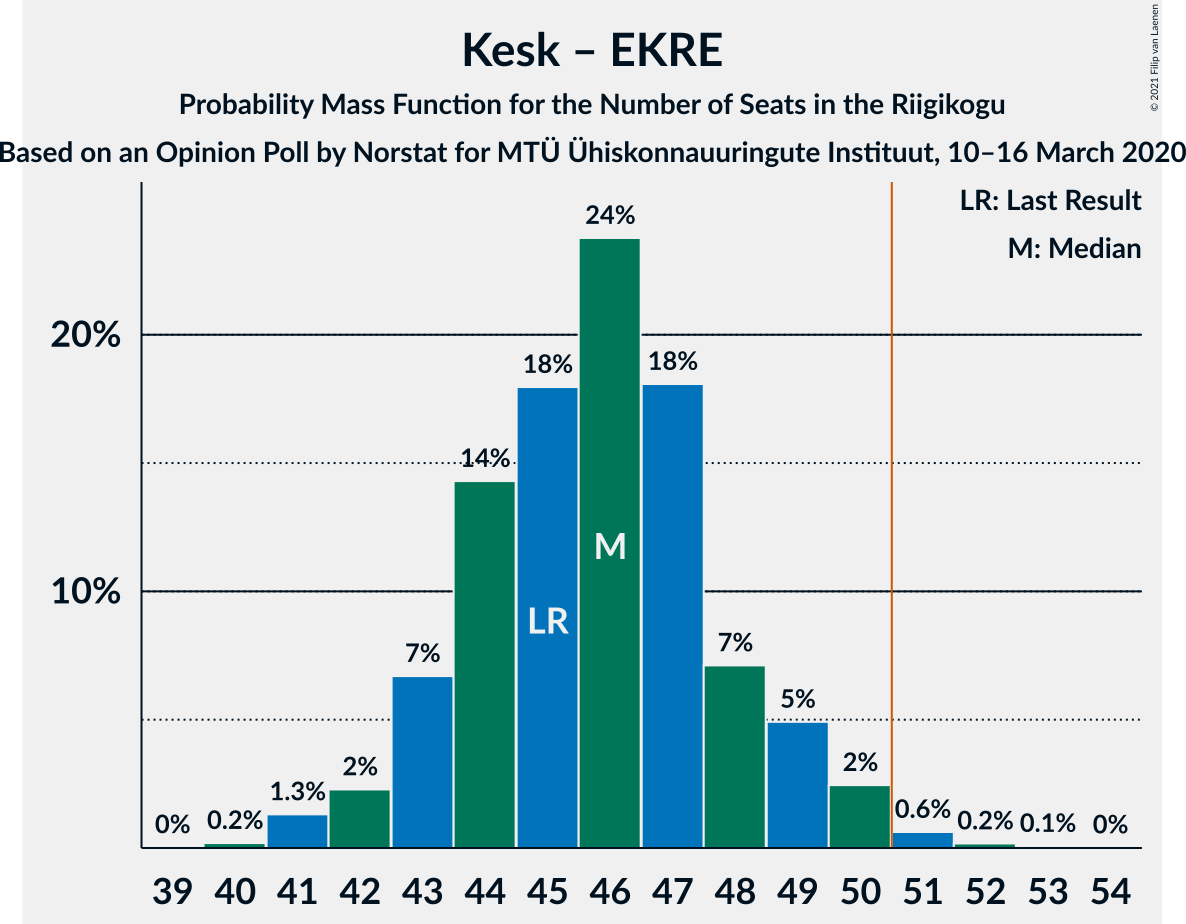 Kesk – EKRE
Probability Mass Function for the Number of Seats in the Riigikogu
Based on an Opinion Poll by Norstat for MTÜ Ühiskonnauuringute Instituut, 10–16 March 2020
© 2021 Filip van Laenen
LR: Last Result
M: Median
24%
20%
18% 18%
14%
M
10%
LR
7% 7%
5%
2% 2%
1.3%
0% 0.2% 0.6% 0.2% 0.1% 0%
39 40 41 42 43 44 45 46 47 48 49 50 51 52 53 54